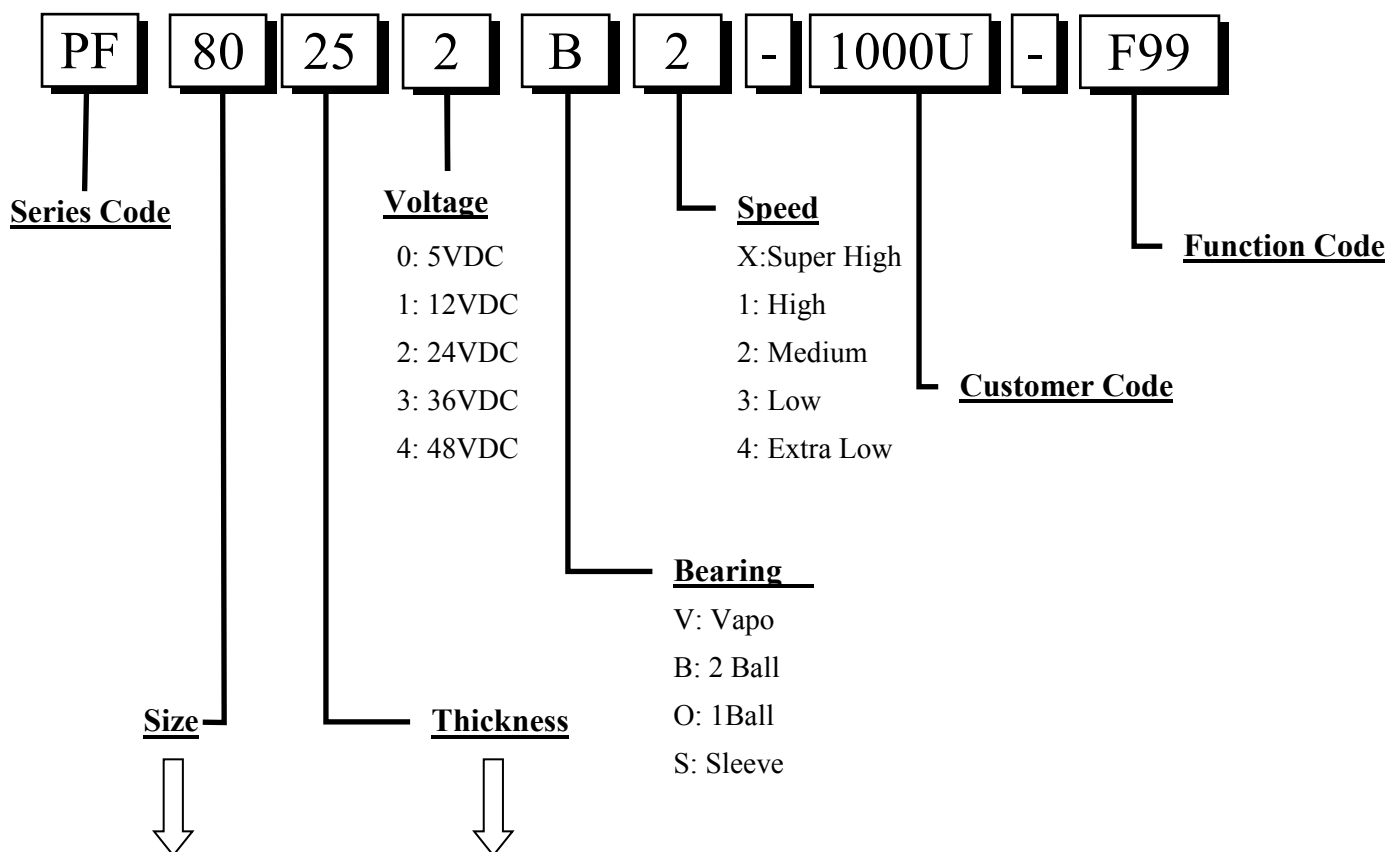 PF 80 25 2 B 2 - 1000U - F99
Series Code
Voltage
0: 5VDC
1: 12VDC
2: 24VDC
3: 36VDC
4: 48VDC
Speed
X:Super High
1: High
2: Medium
3: Low
4: Extra Low
Function Code
Customer Code
Bearing
V: Vapo
B: 2 Ball
O: 1Ball
S: Sleeve
Size
Thickness